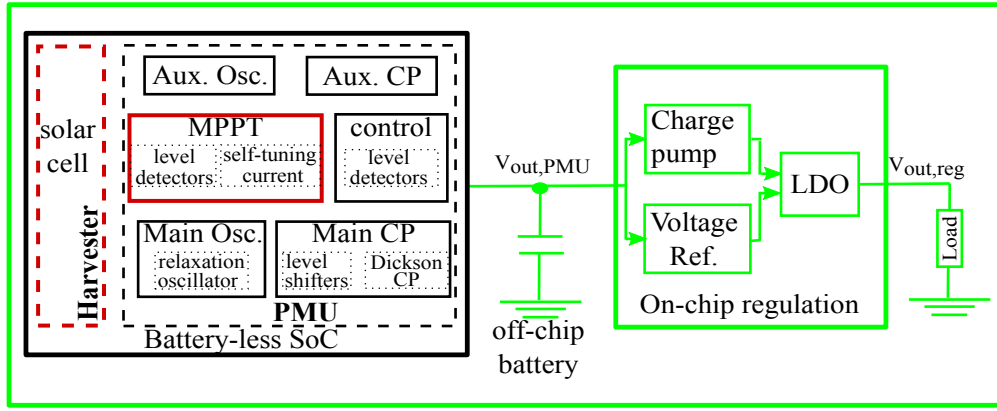 solar
cell
Harvester
Aux. Osc.
Aux. CP
MPPT
level
detectors
self-tuning
current
control
level
detectors
Main Osc.
relaxation
oscillator
Main CP
level
shifters
Dickson
CP
PMU
Battery-less SoC
Vout,PMU
off-chip
battery
Charge
pump
Voltage
Ref.
LDO
On-chip regulation
Vout,reg
Load